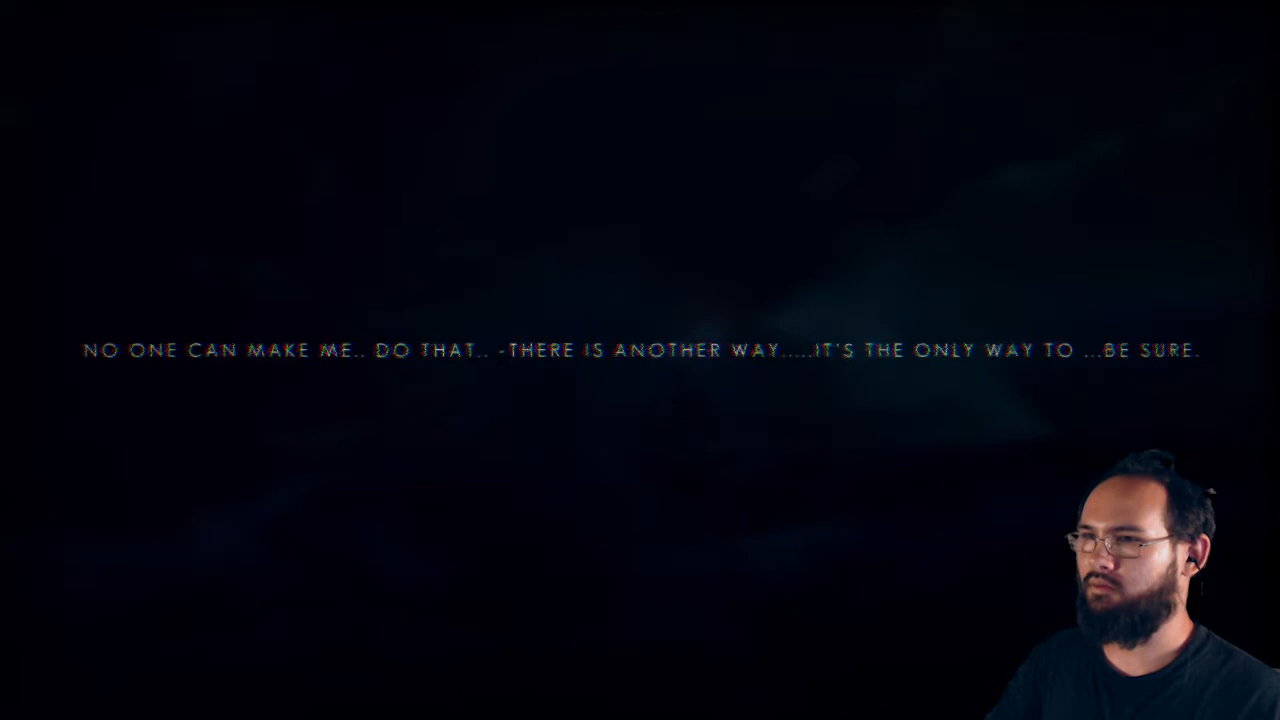 NO ONE CAN MAKE ME.. DO THAT.. -THERE IS ANOTHER WAY.....IT'S THE ONLY WAY TO ...BE SURE.